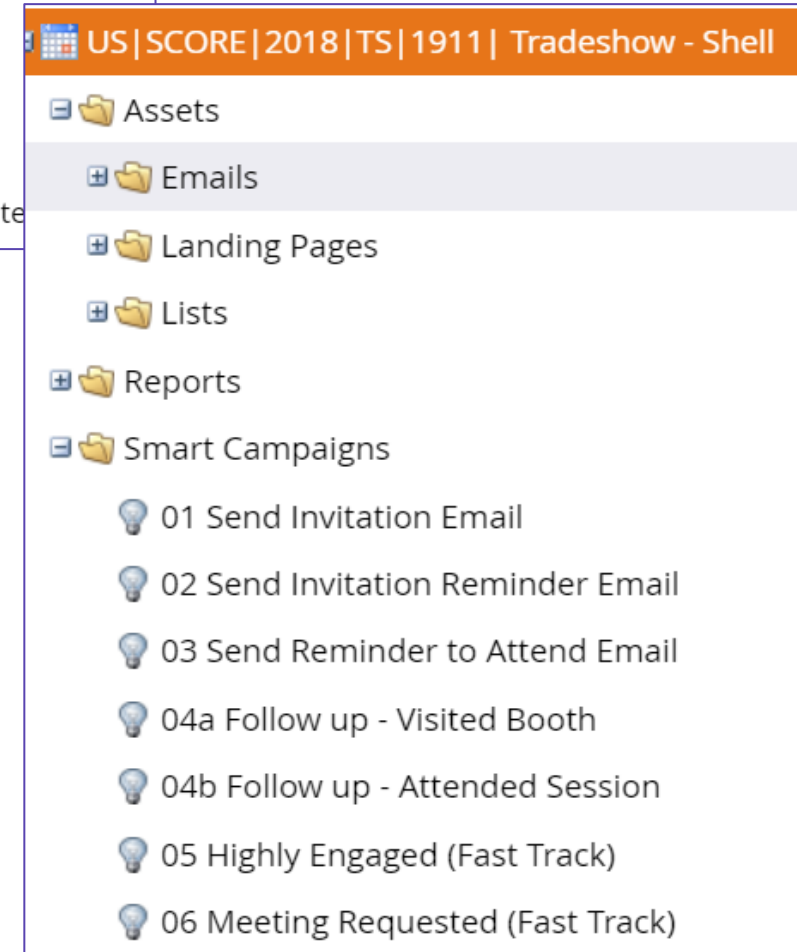 US|SCORE|2018|TS|1911| Tradeshow - Shell
Assets
Emails
te
Landing Pages
Lists
Reports
Smart Campaigns
01 Send Invitation Email
02 Send Invitation Reminder Email
03 Send Reminder to Attend Email
04a Follow up - Visited Booth
04b Follow up - Attended Session
05 Highly Engaged (Fast Track)
06 Meeting Requested (Fast Track)